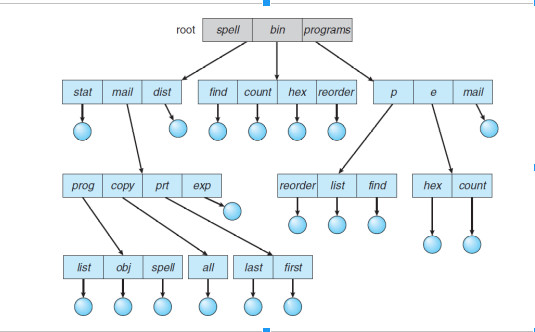 root spell bin programs
stat mail dist find count hex reorder p e mail
prog copy prt exp reorder list find hex count
list obj spell all last first